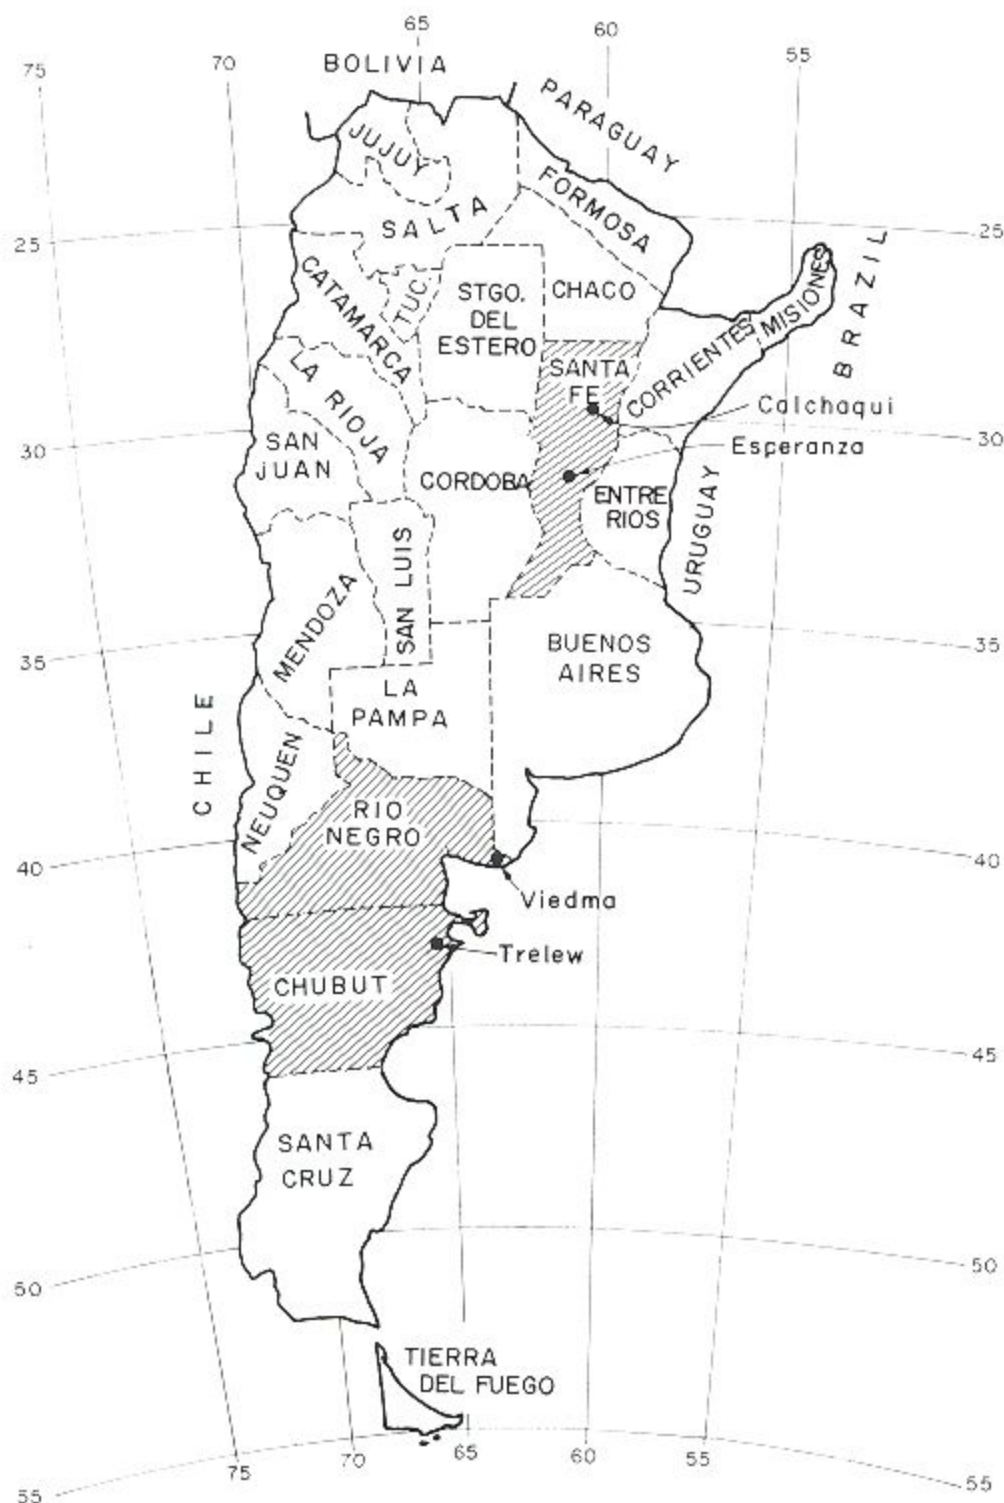 65
60
55
70
75
BOLIVIA
PARAGUAY
JUJUY
FORMOSA
SALTA
25
25
CATAMARCA
TUC.
STGO.
DEL
ESTERO
CHACO
MISIONES
BRAZIL
CORRIENTES
SANTA
FE
LA RIOJA
Calchaqui
30
30
SAN
JUAN
Esperanza
CORDOBA
ENTRE
RIOS
URUGUAY
SAN LUIS
MENDOZA
BUENOS
AIRES
35
35
LA
PAMPA
CHILE
NEUQUEN
RIO
NEGRO
40
40
Viedma
Trelew
CHUBUT
45
45
SANTA
CRUZ
50
50
TIERRA
DEL FUEGO
75
70
65
60
55
55
55